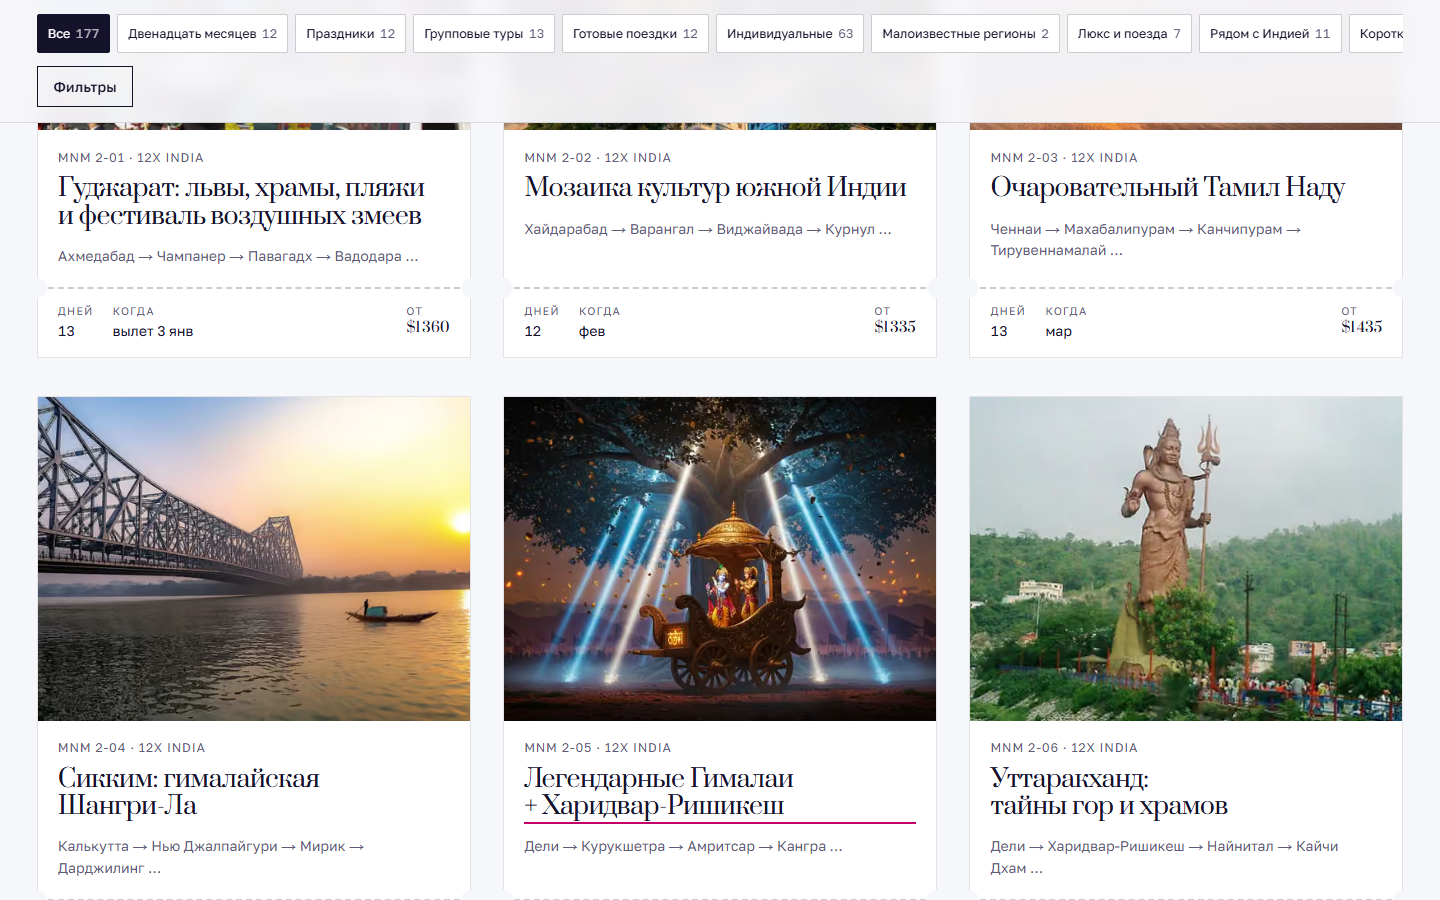 Все 177
Двенадцать месяцев 12
Праздники 12
Групповые туры 13
Готовые поездки 12
Индивидуальные 63
Малоизвестные регионы 2
Люкс и поезда 7
Рядом с Индией 11
Коротк
Фильтры
MNM 2-01 · 12X INDIA
Гуджарат: львы, храмы, пляжи
и фестиваль воздушных змеев
Ахмедабад → Чампанер → Павагадх → Вадодара ...
ДНЕЙ
13
КОГДА
вылет 3 янв
ОТ
$1360
MNM 2-02 · 12X INDIA
Мозаика культур южной Индии
Хайдарабад → Варангал → Виджайвада → Курнул ...
ДНЕЙ
12
КОГДА
фев
ОТ
$1335
MNM 2-03 · 12X INDIA
Очаровательный Тамил Наду
Ченнаи → Махабалипурам → Канчипурам →
Тирувеннамалай ...
ДНЕЙ
13
КОГДА
мар
ОТ
$1435
MNM 2-04 · 12X INDIA
Сикким: гималайская
Шангри-Ла
Калькутта → Нью Джалпайгури → Мирик →
Дарджилинг ...
MNM 2-05 · 12X INDIA
Легендарные Гималаи
+ Харидвар-Ришикеш
Дели → Курукшетра → Амритсар → Кангра ...
MNM 2-06 · 12X INDIA
Уттаракханд:
тайны гор и храмов
Дели → Харидвар-Ришикеш → Найнитал → Кайчи
Дхам ...